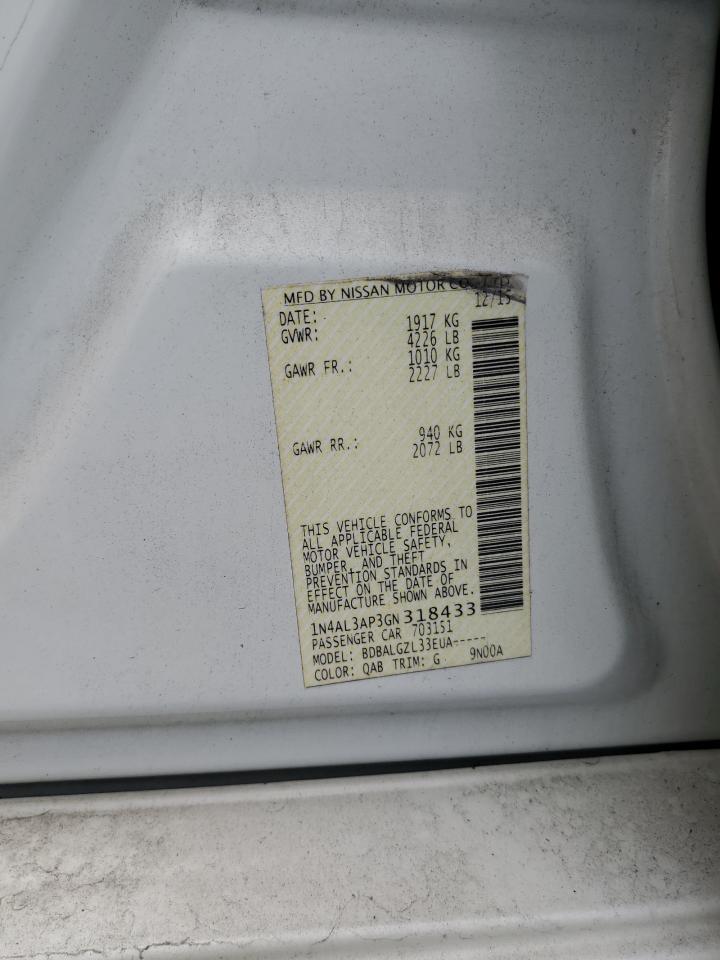 MFD BY NISSAN MOTOR CO.
DATE: 12/15
GVWR: 1917 KG
4226 LB
GAWR FR.: 1010 KG
2227 LB
GAWR RR.: 940 KG
2072 LB
THIS VEHICLE CONFORMS TO
ALL APPLICABLE FEDERAL
MOTOR VEHICLE SAFETY,
BUMPER, AND THEFT
PREVENTION STANDARDS IN
EFFECT ON THE DATE OF
MANUFACTURE SHOWN ABOVE.
1N4AL3AP3GN318433
PASSENGER CAR 703151
MODEL: BDBALGZL33EUA-----
COLOR: QAB TRIM: G 9N00A